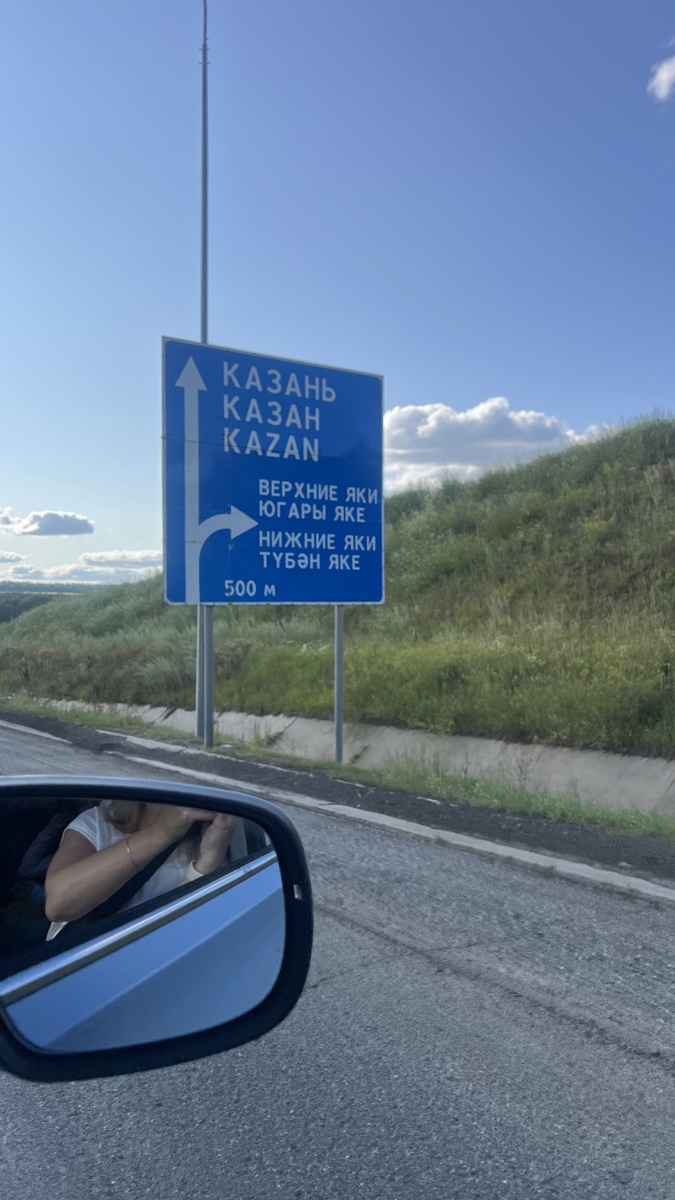 КАЗАНЬ
КАЗАН
KAZAN
ВЕРХНИЕ ЯКИ
ЮГАРЫ ЯКЕ
НИЖНИЕ ЯКИ
ТҮБӘН ЯКЕ
500 м